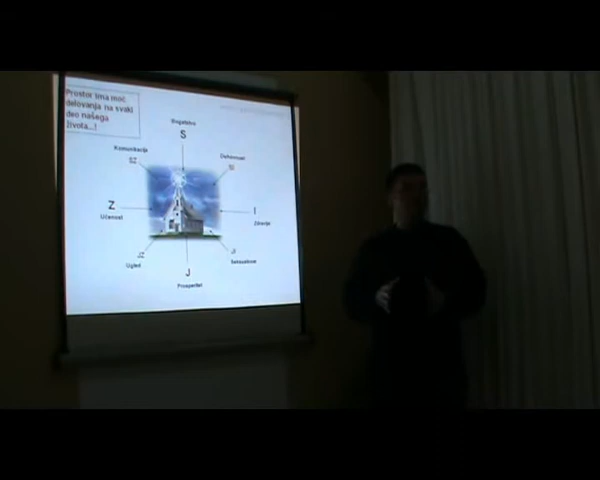 Prostor ima moć
delovanja na svaki
deo našega
života...!
Bogatstvo
S
Komunikacija
SZ
Duhovnost
SI
Z
Učenost
I
Zdravlje
JZ
Ugled
JI
Seksualnost
J
Prosperitet